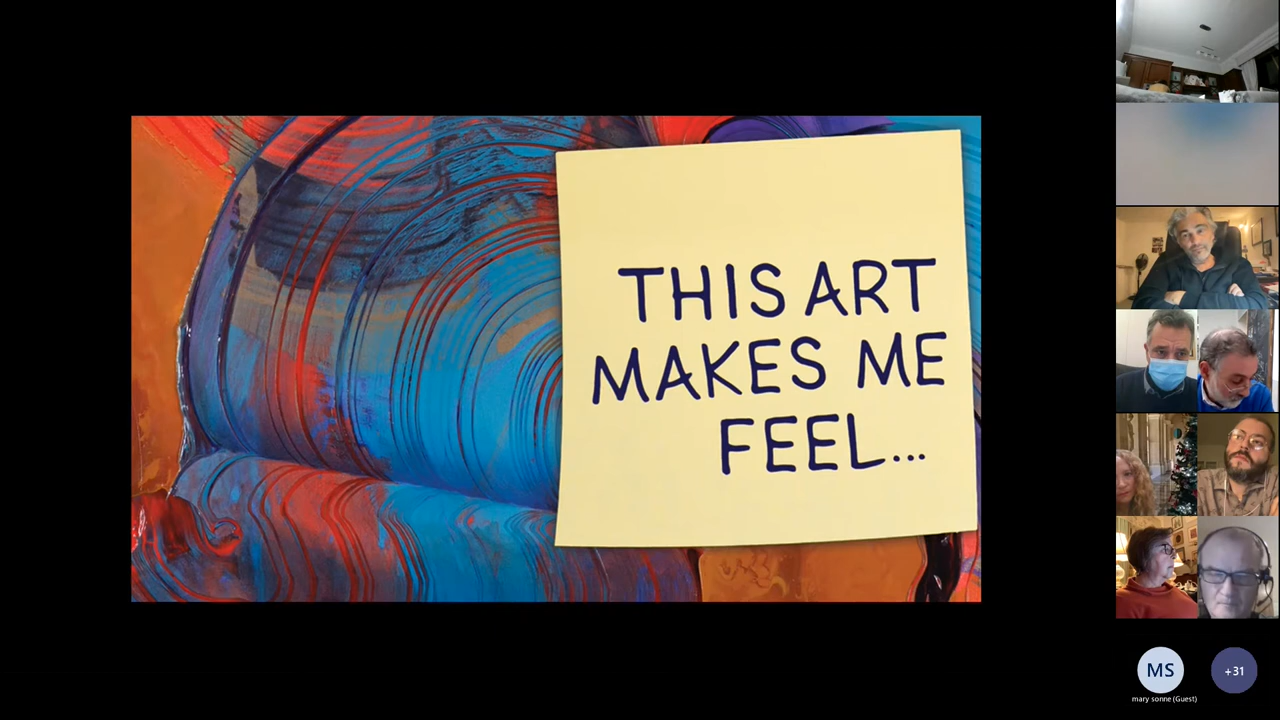 THIS ART
MAKES ME
FEEL...
MS
+31
mary sonne (Guest)